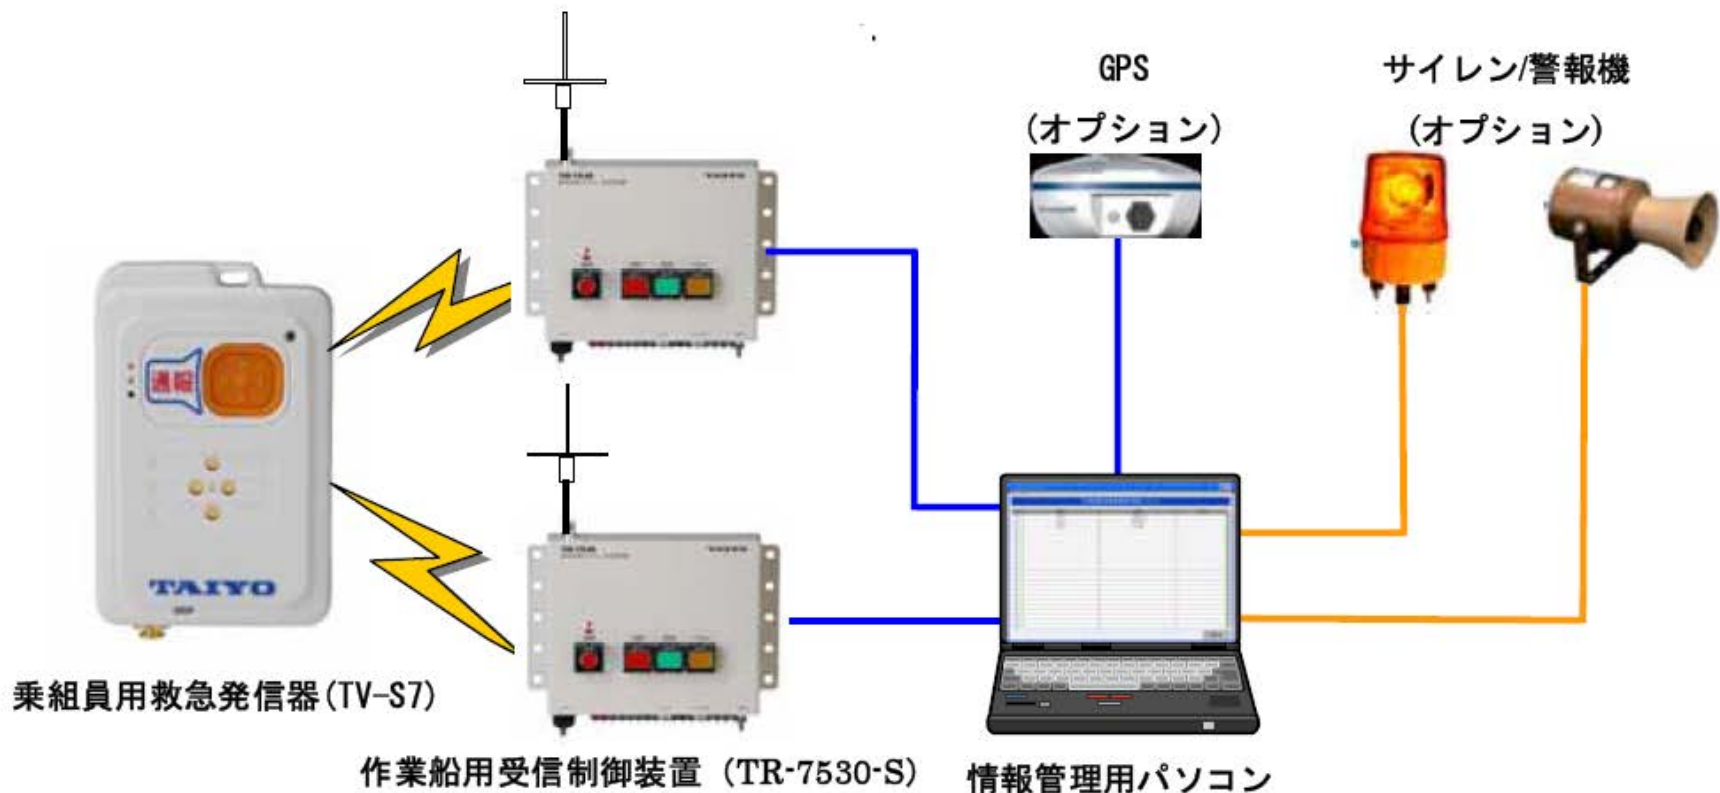 GPS
(オプション)
サイレン/警報機
(オプション)
通報
TAIYO
乗組員用救急発信器(TV-S7)
作業船用受信制御装置 (TR-7530-S)
情報管理用パソコン